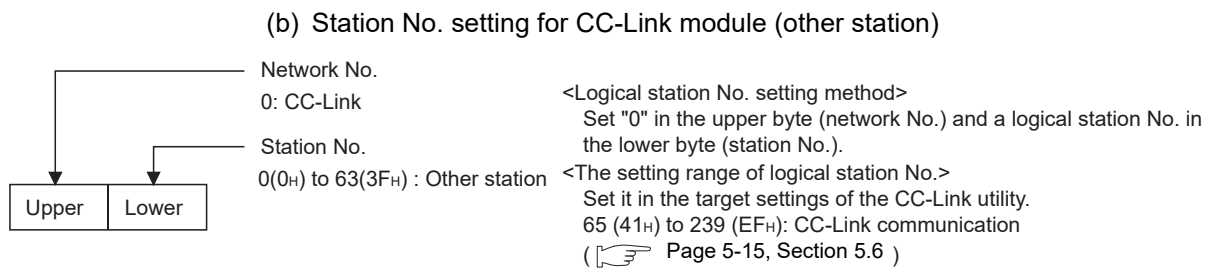 (b) Station No. setting for CC-Link module (other station)
Network No.
0: CC-Link
Station No.
0(0H) to 63(3FH) : Other station
Upper
Lower
<Logical station No. setting method>
Set "0" in the upper byte (network No.) and a logical station No. in
the lower byte (station No.).
<The setting range of logical station No.>
Set it in the target settings of the CC-Link utility.
65 (41H) to 239 (EFH): CC-Link communication
( Page 5-15, Section 5.6 )